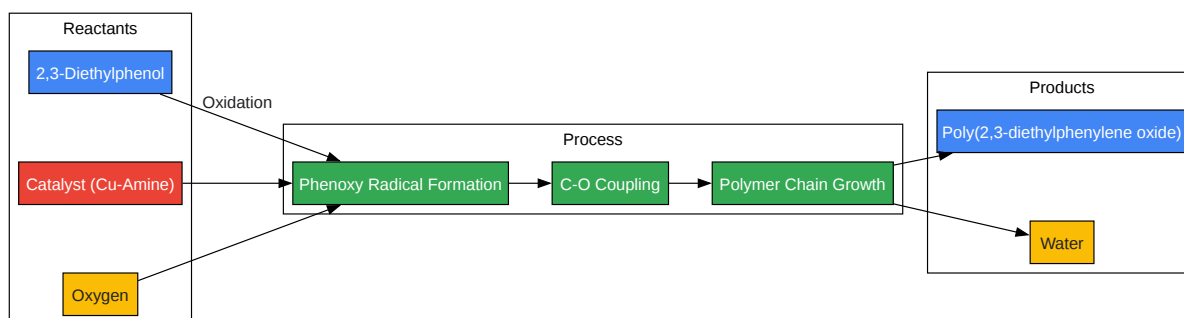 Reactants
2,3-Diethylphenol
Oxidation
Catalyst (Cu-Amine)
Oxygen
Process
Phenoxy Radical Formation
C-O Coupling
Polymer Chain Growth
Products
Poly(2,3-diethylphenylene oxide)
Water